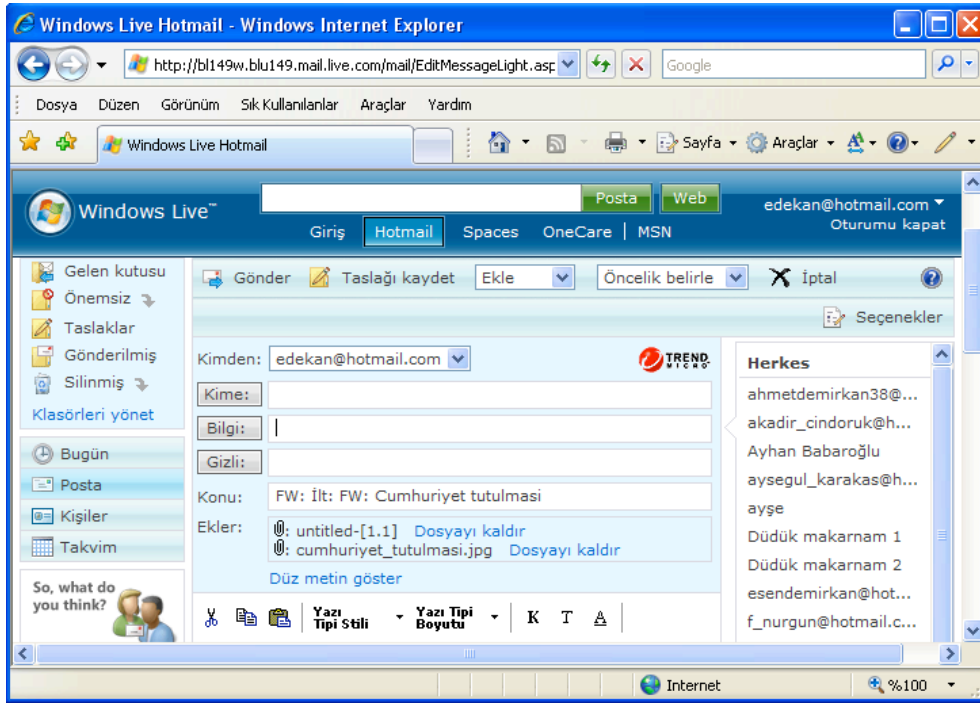 Windows Live Hotmail - Windows Internet Explorer
http://bl149w.blu149.mail.live.com/mail/EditMessageLight.asp
Google
Dosya Düzen Görünüm Sık Kullanılanlar Araçlar Yardım
Windows Live Hotmail
Sayfa Araçlar
Windows Live™
Posta Web
edekan@hotmail.com
Oturumu kapat
Giriş Hotmail Spaces OneCare | MSN
Gelen kutusu
Önemsiz
Taslaklar
Gönderilmiş
Silinmiş
Klasörleri yönet
Bugün
Posta
Kişiler
Takvim
So, what do
you think?
Gönder Taslağı kaydet Ekle Öncelik belirle İptal
Seçenekler
Kimden: edekan@hotmail.com
TREND
MICRO
Kime:
Bilgi:
Gizli:
Konu: FW: İlt: FW: Cumhuriyet tutulmasi
Ekler: : untitled-[1.1] Dosyayı kaldır
: cumhuriyet_tutulmasi.jpg Dosyayı kaldır
Düz metin göster
Yazı Tipi Stili Yazı Tipi Boyutu K T A
Herkes
ahmetdemirkan38@...
akadir_cindoruk@h...
Ayhan Babaroğlu
aysegul_karakas@h...
ayşe
Düdük makarnam 1
Düdük makarnam 2
esendemirkan@hot...
f_nurgun@hotmail.c...
Internet %100